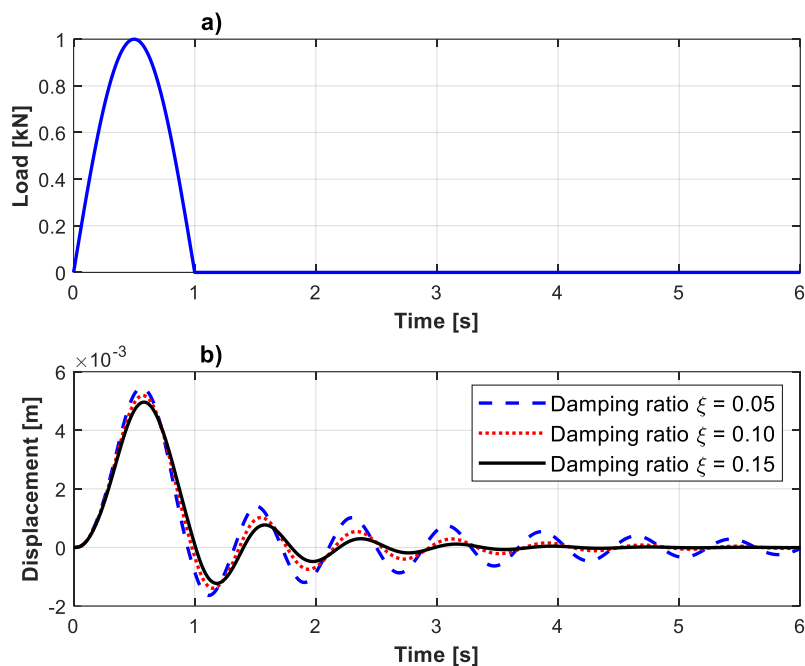 a)
1
0.8
0.6
0.4
0.2
0
Load [kN]
0 1 2 3 4 5 6
Time [s]
b)
×10⁻³
6
4
2
0
-2
Displacement [m]
Damping ratio ξ = 0.05
Damping ratio ξ = 0.10
Damping ratio ξ = 0.15
0 1 2 3 4 5 6
Time [s]